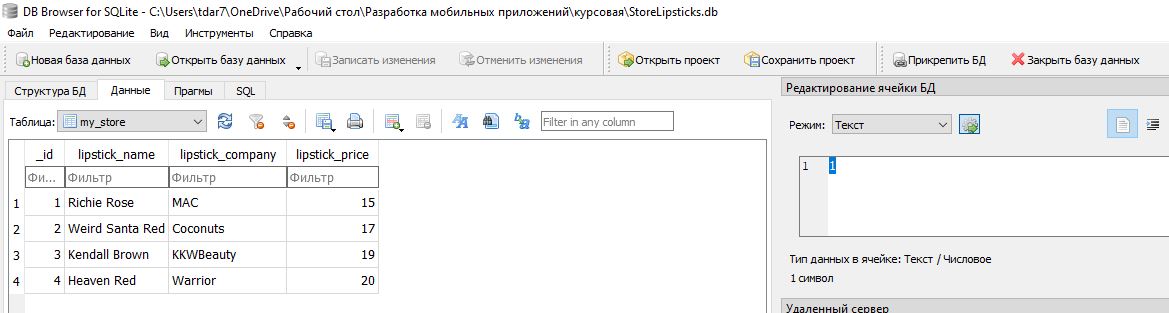 DB Browser for SQLite - C:\Users\tdar7\OneDrive\Рабочий стол\Разработка мобильных приложений\курсовая\StoreLipsticks.db
Файл Редактирование Вид Инструменты Справка
Новая база данных Открыть базу данных Записать изменения Отменить изменения Открыть проект Сохранить проект Прикрепить БД Закрыть базу данных
Структура БД Данные Прагмы SQL
Редактирование ячейки БД
Таблица: my_store Filter in any column
Режим: Текст
_id lipstick_name lipstick_company lipstick_price
Фи... Фильтр Фильтр Фильтр
1 1 Richie Rose MAC 15
2 2 Weird Santa Red Coconuts 17
3 3 Kendall Brown KKWBeauty 19
4 4 Heaven Red Warrior 20
1 1
Тип данных в ячейке: Текст / Числовое
1 символ
Удаленный сервер